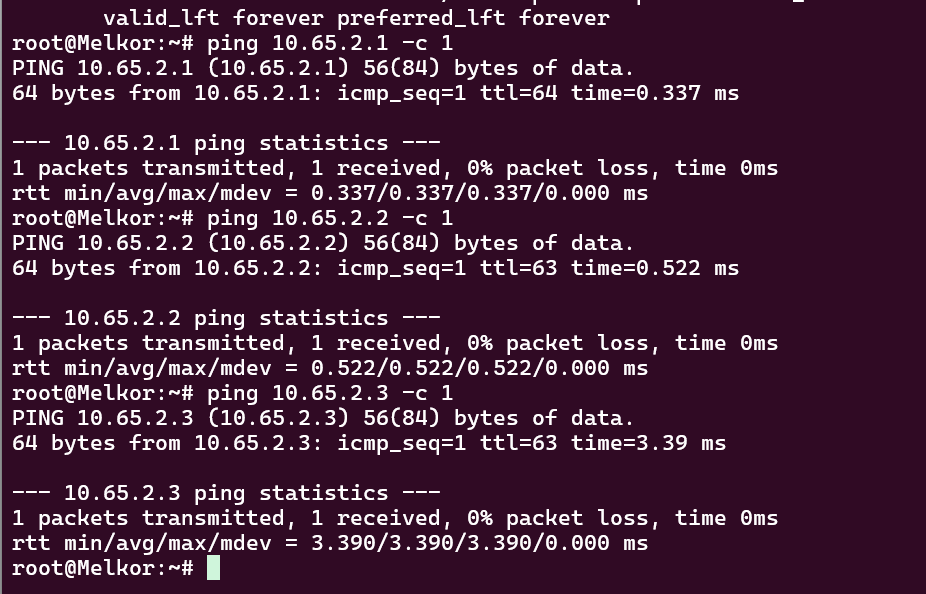 valid_lft forever preferred_lft forever
root@Melkor:~# ping 10.65.2.1 -c 1
PING 10.65.2.1 (10.65.2.1) 56(84) bytes of data.
64 bytes from 10.65.2.1: icmp_seq=1 ttl=64 time=0.337 ms

--- 10.65.2.1 ping statistics ---
1 packets transmitted, 1 received, 0% packet loss, time 0ms
rtt min/avg/max/mdev = 0.337/0.337/0.337/0.000 ms
root@Melkor:~# ping 10.65.2.2 -c 1
PING 10.65.2.2 (10.65.2.2) 56(84) bytes of data.
64 bytes from 10.65.2.2: icmp_seq=1 ttl=63 time=0.522 ms

--- 10.65.2.2 ping statistics ---
1 packets transmitted, 1 received, 0% packet loss, time 0ms
rtt min/avg/max/mdev = 0.522/0.522/0.522/0.000 ms
root@Melkor:~# ping 10.65.2.3 -c 1
PING 10.65.2.3 (10.65.2.3) 56(84) bytes of data.
64 bytes from 10.65.2.3: icmp_seq=1 ttl=63 time=3.39 ms

--- 10.65.2.3 ping statistics ---
1 packets transmitted, 1 received, 0% packet loss, time 0ms
rtt min/avg/max/mdev = 3.390/3.390/3.390/0.000 ms
root@Melkor:~#